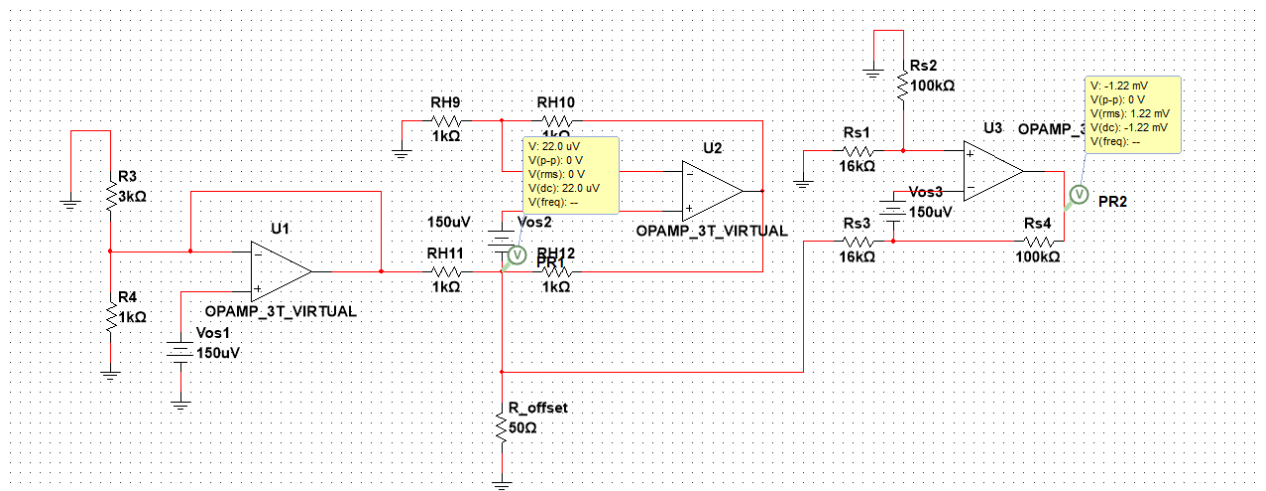 Rs2
100kΩ
V: -1.22 mV
V(p-p): 0 V
V(rms): 1.22 mV
V(dc): -1.22 mV
V(freq): --
RH9
1kΩ
RH10
1kΩ
Rs1
16kΩ
U3
OPAMP_3
+
−
PR2
R3
3kΩ
V: 22.0 uV
V(p-p): 0 V
V(rms): 0 V
V(dc): 22.0 uV
V(freq): --
U2
−
+
OPAMP_3T_VIRTUAL
Vos3
150uV
150uV
Vos2
V
V
PR1
Rs3
16kΩ
Rs4
100kΩ
U1
−
+
OPAMP_3T_VIRTUAL
RH11
1kΩ
RH12
1kΩ
R4
1kΩ
Vos1
150uV
R_offset
50Ω